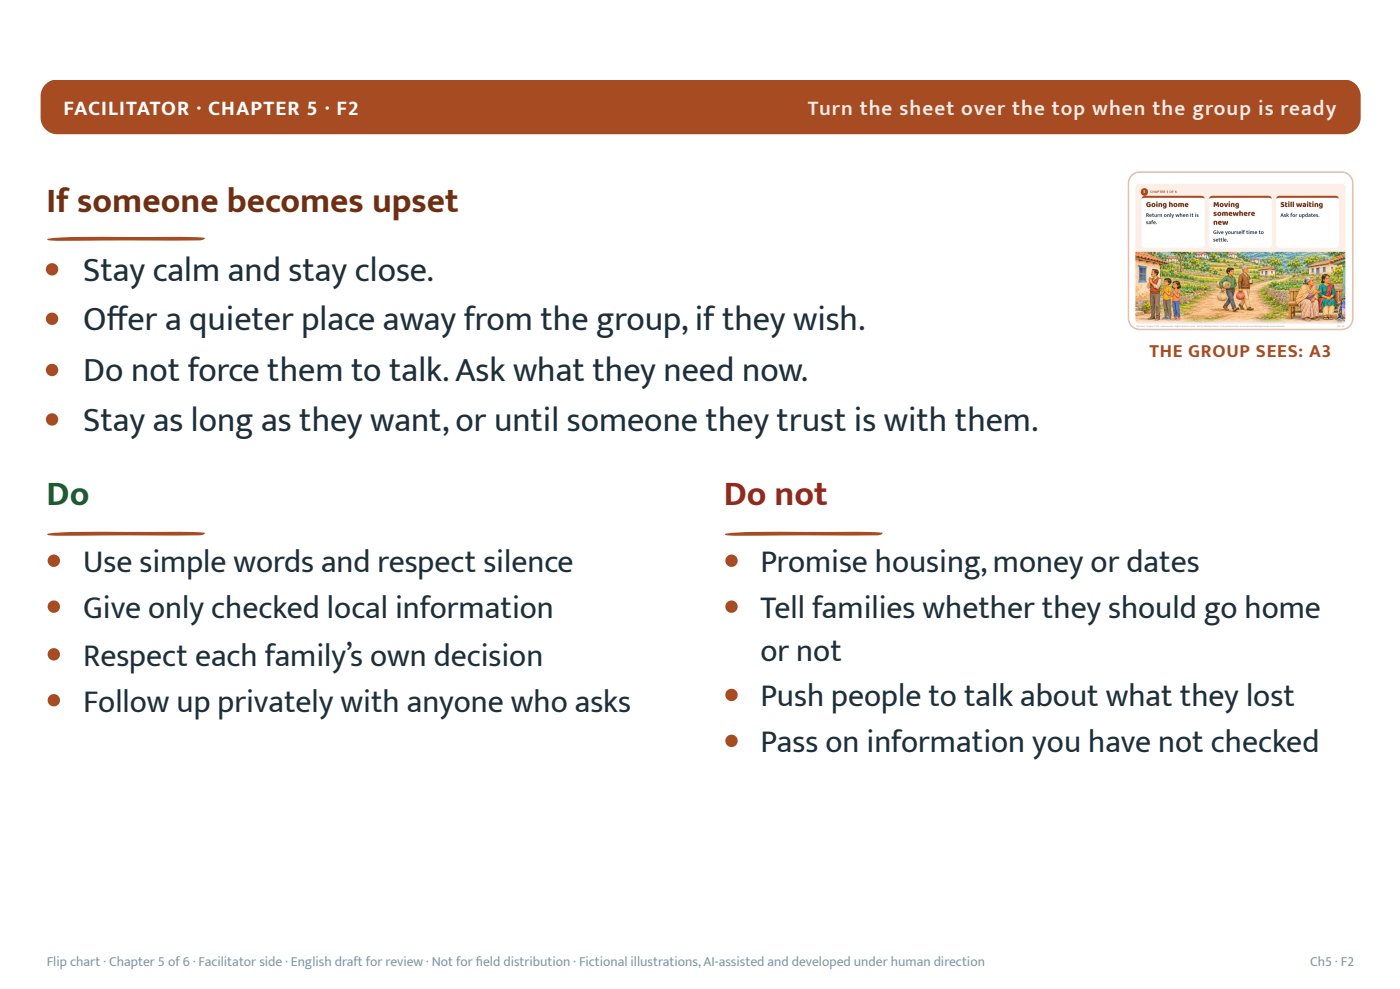 FACILITATOR · CHAPTER 5 · F2
Turn the sheet over the top when the group is ready
If someone becomes upset
• Stay calm and stay close.
• Offer a quieter place away from the group, if they wish.
• Do not force them to talk. Ask what they need now.
• Stay as long as they want, or until someone they trust is with them.
CHAPTER 5 OF 6
Going home
Return only when it is
safe.
Moving
somewhere
new
Give yourself time to
settle.
Still waiting
Ask for updates.
THE GROUP SEES: A3
Do
• Use simple words and respect silence
• Give only checked local information
• Respect each family’s own decision
• Follow up privately with anyone who asks
Do not
• Promise housing, money or dates
• Tell families whether they should go home
or not
• Push people to talk about what they lost
• Pass on information you have not checked
Flip chart · Chapter 5 of 6 · Facilitator side · English draft for review · Not for field distribution · Fictional illustrations, AI-assisted and developed under human direction
Ch5 · F2